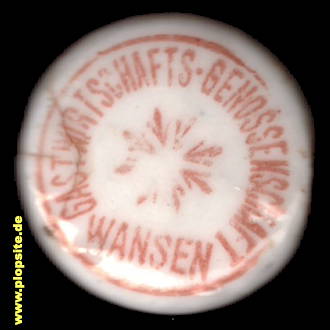 GASTWIRTSCHAFTS-GENOSSENSCHAFT
WANSEN
www.plopsite.de